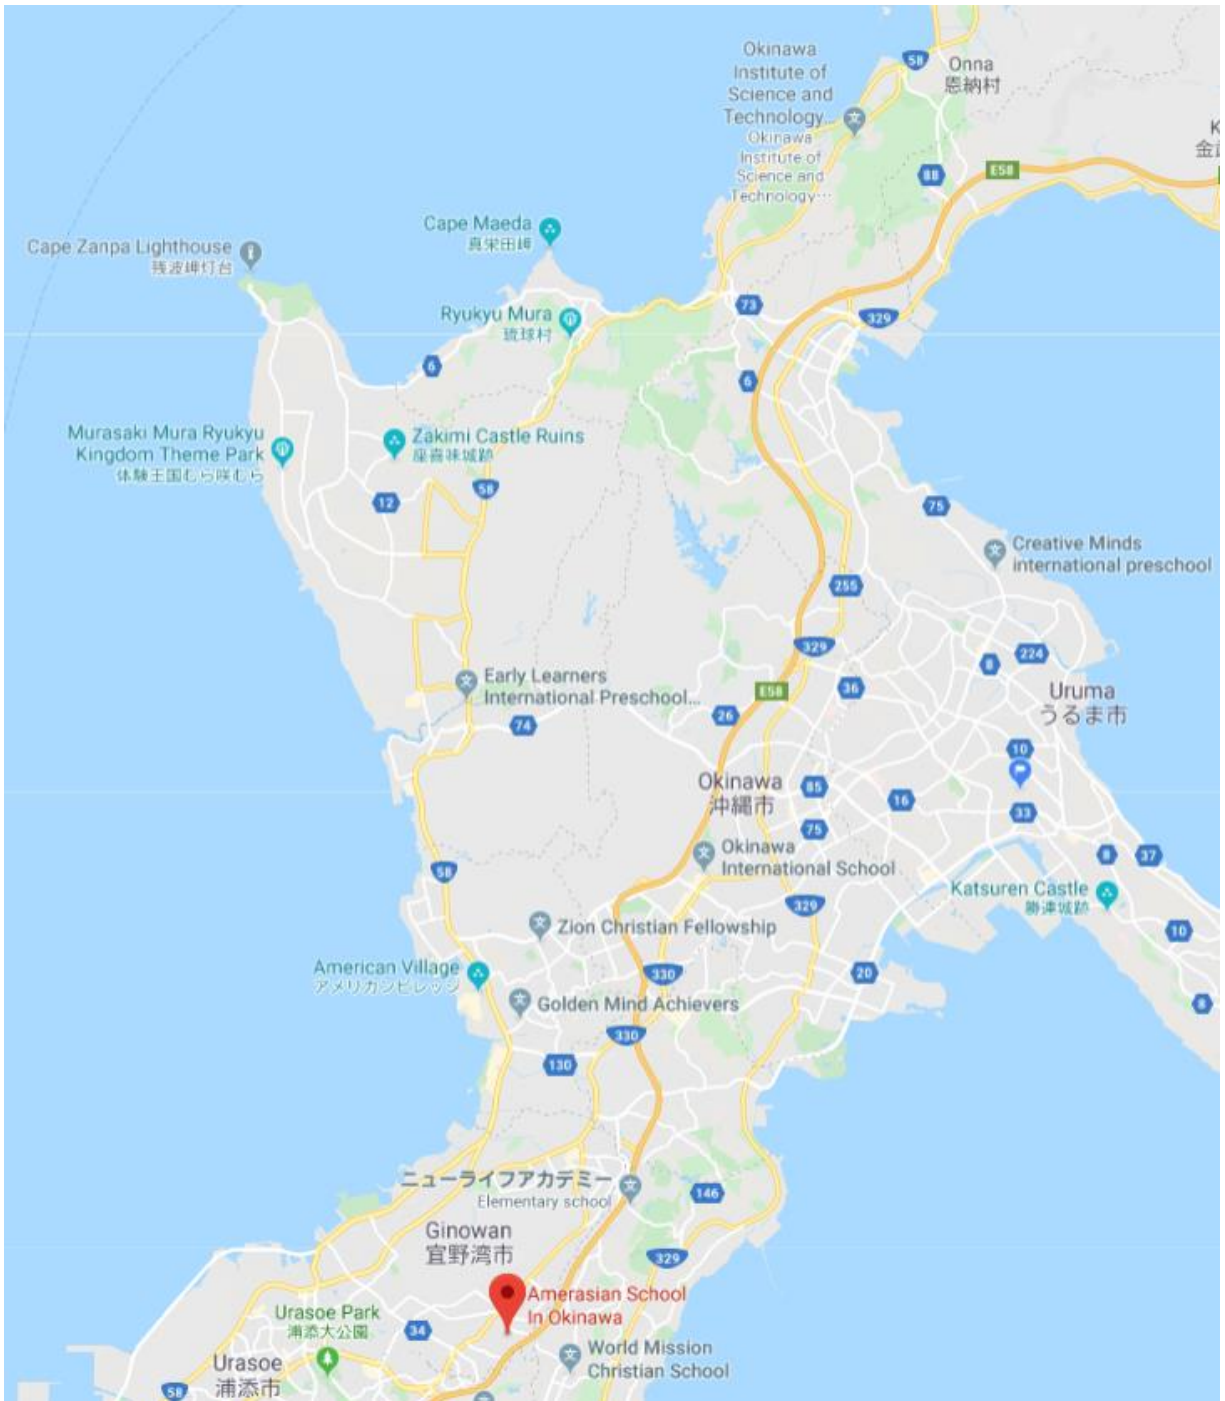 Okinawa
Institute of
Science and
Technology...
Okinawa
Institute of
Science and
Technology…
58
Onna
恩納村
K
金武
88
E58
Cape Maeda
真栄田岬
Cape Zanpa Lighthouse
残波岬灯台
73
Ryukyu Mura
琉球村
329
6
6
Murasaki Mura Ryukyu
Kingdom Theme Park
体験王国むら咲むら
Zakimi Castle Ruins
座喜味城跡
58
12
75
Creative Minds
international preschool
255
329
224
8
Early Learners
International Preschool...
E58
36
Uruma
うるま市
26
74
10
Okinawa
沖縄市
85
16
33
75
Okinawa
International School
8
37
58
Katsuren Castle
勝連城跡
329
Zion Christian Fellowship
10
American Village
アメリカンビレッジ
330
20
Golden Mind Achievers
8
330
130
ニューライフアカデミー
Elementary school
146
Ginowan
宜野湾市
329
Amerasian School
In Okinawa
Urasoe Park
浦添大公園
34
World Mission
Christian School
Urasoe
浦添市
58